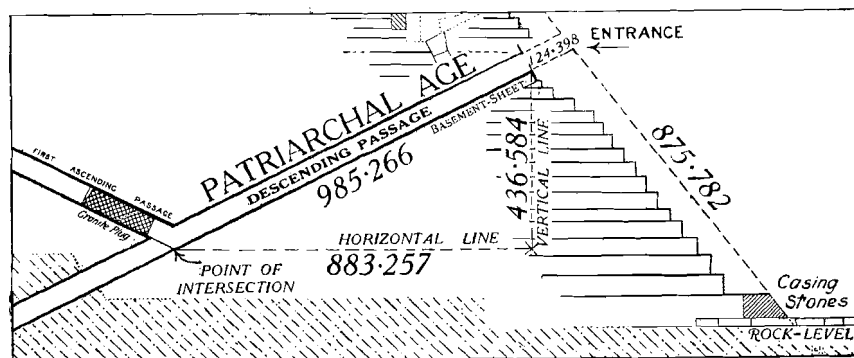 124·398
ENTRANCE
PATRIARCHAL AGE
DESCENDING PASSAGE
BASEMENT-SHEET
985·266
436·584
VERTICAL LINE
875·782
FIRST ASCENDING PASSAGE
Granite Plug
HORIZONTAL LINE
883·257
POINT OF
INTERSECTION
Casing
Stones
ROCK-LEVEL